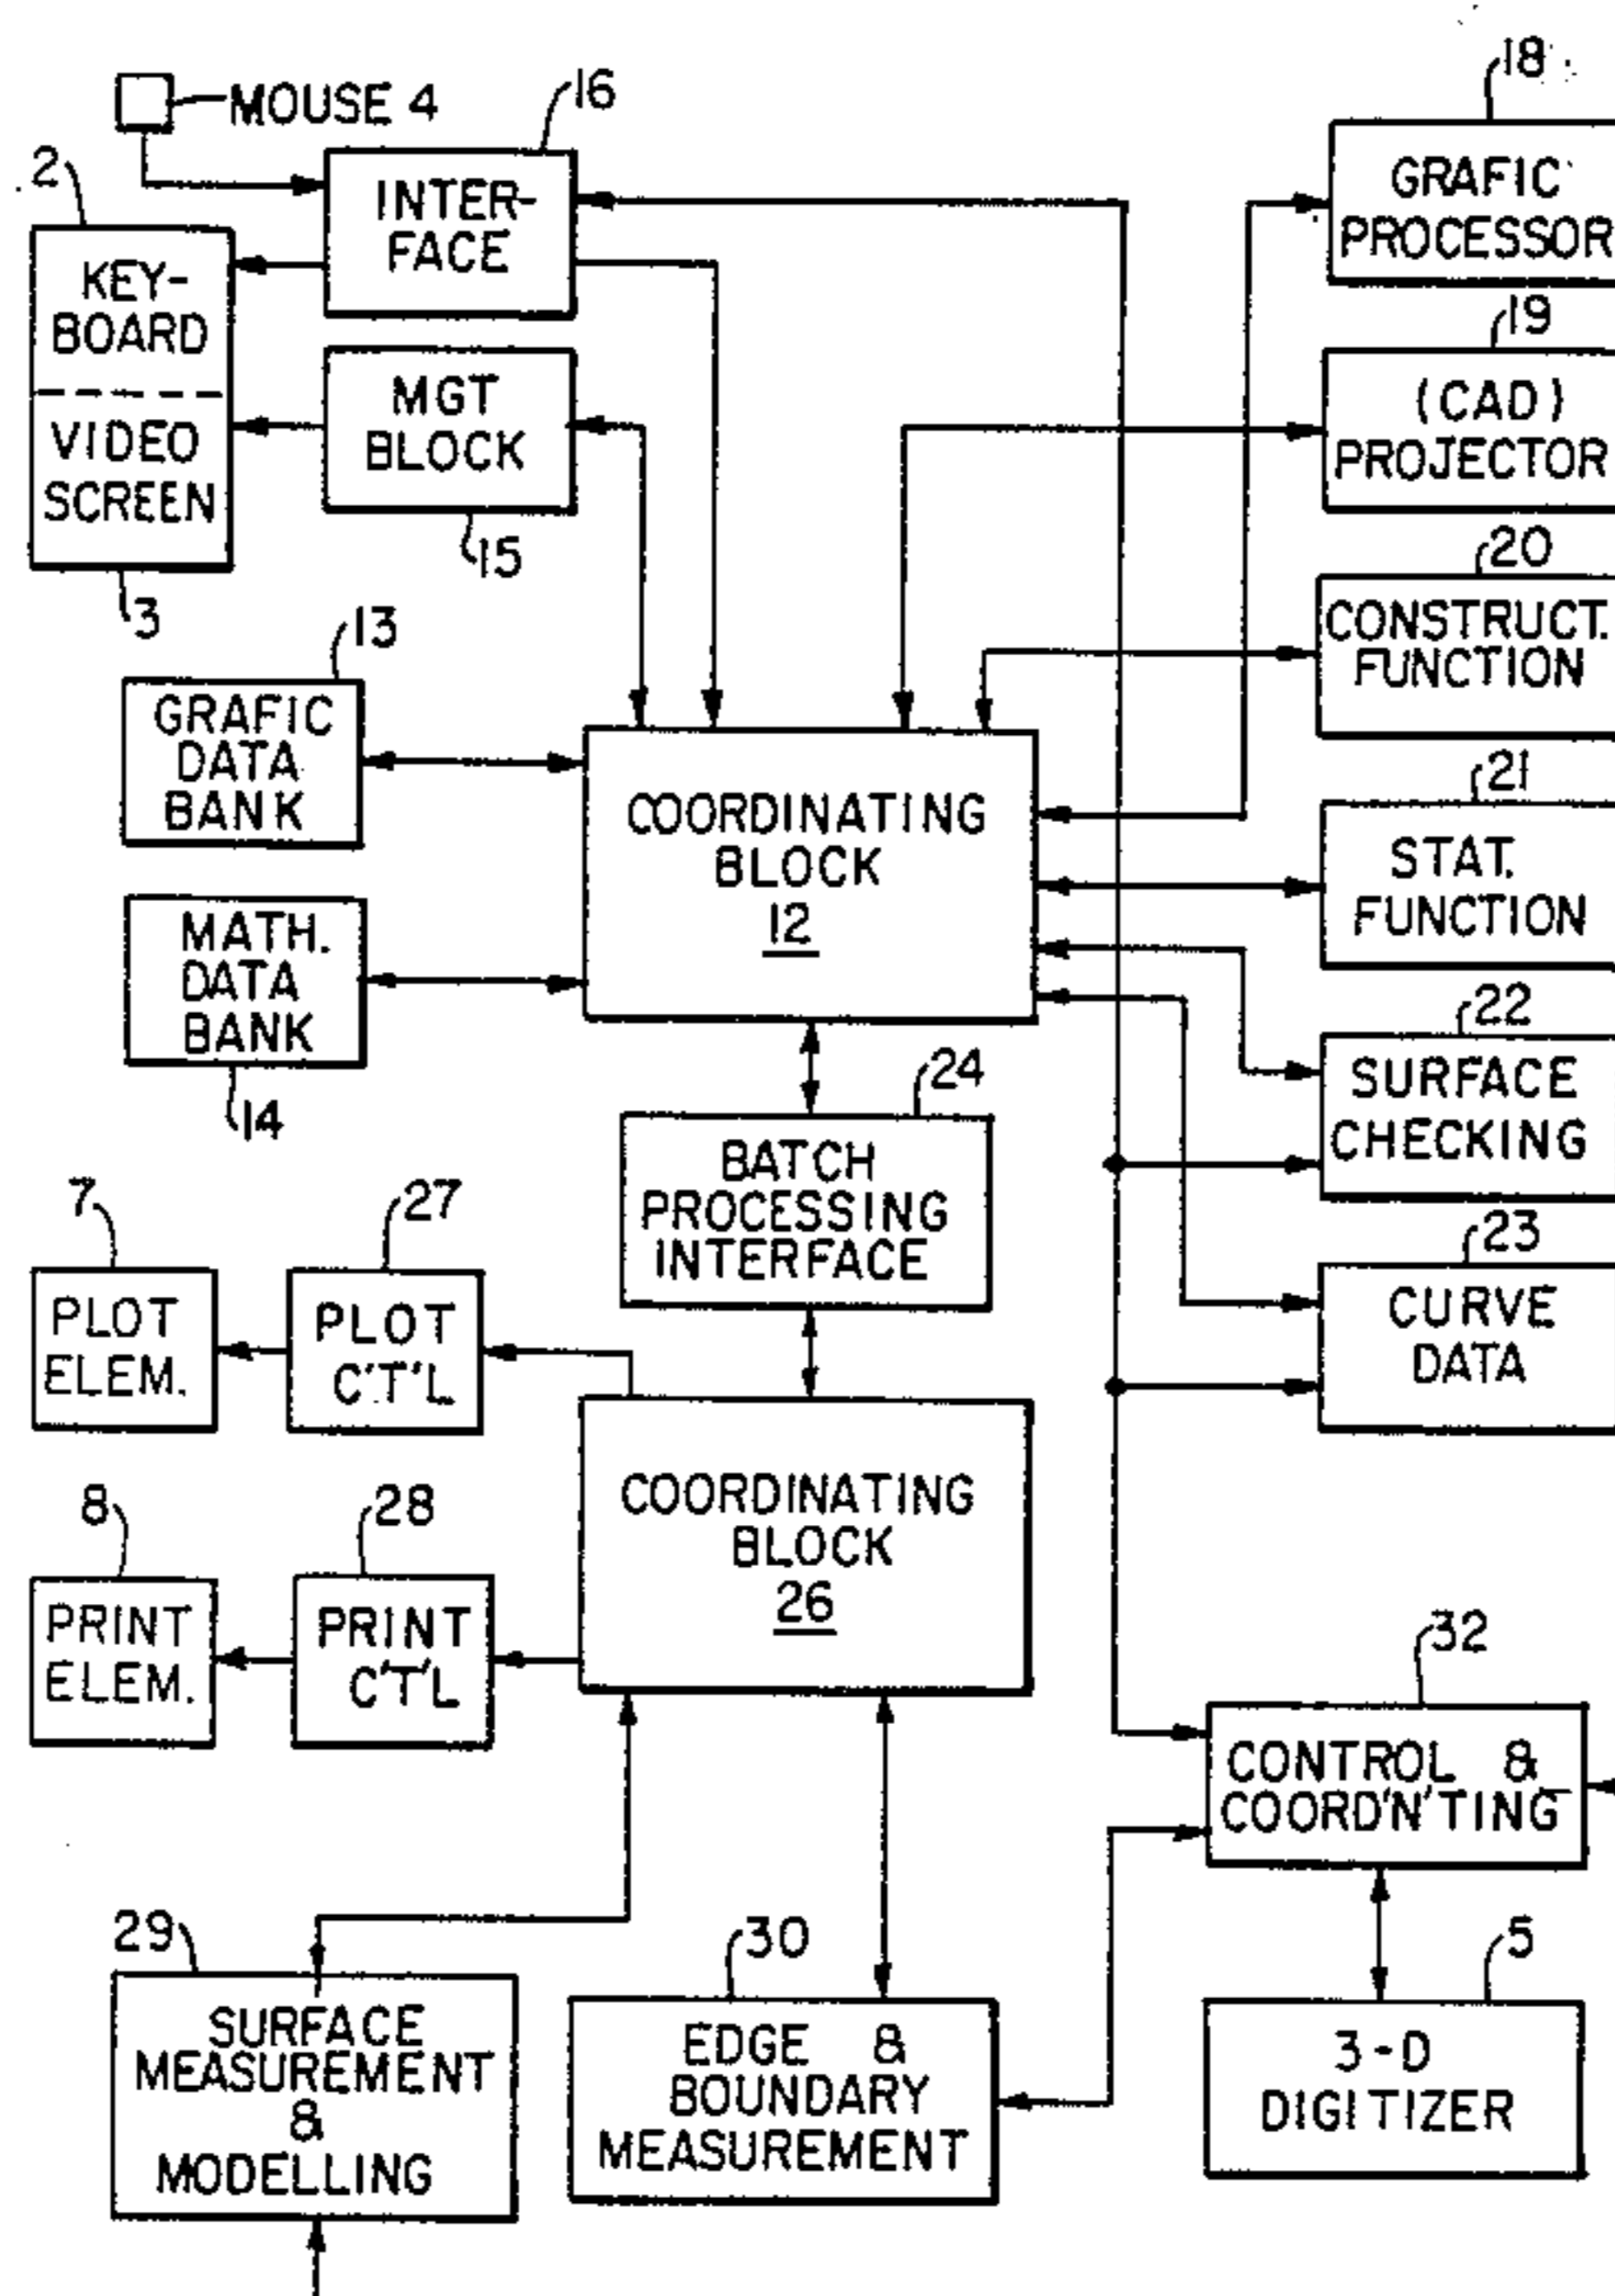 MOUSE 4
16
18
2
INTER-
FACE
GRAFIC
PROCESSOR
KEY-
BOARD
VIDEO
SCREEN
3
MGT
BLOCK
15
19
(CAD)
PROJECTOR
20
CONSTRUCT.
FUNCTION
13
GRAFIC
DATA
BANK
COORDINATING
BLOCK
12
21
STAT.
FUNCTION
MATH.
DATA
BANK
14
22
SURFACE
CHECKING
24
BATCH
PROCESSING
INTERFACE
23
CURVE
DATA
7
PLOT
ELEM.
27
PLOT
C'T'L
COORDINATING
BLOCK
26
8
PRINT
ELEM.
28
PRINT
C'T'L
32
CONTROL &
COORD'N'TING
29
SURFACE
MEASUREMENT
&
MODELLING
30
EDGE &
BOUNDARY
MEASUREMENT
5
3-D
DIGITIZER